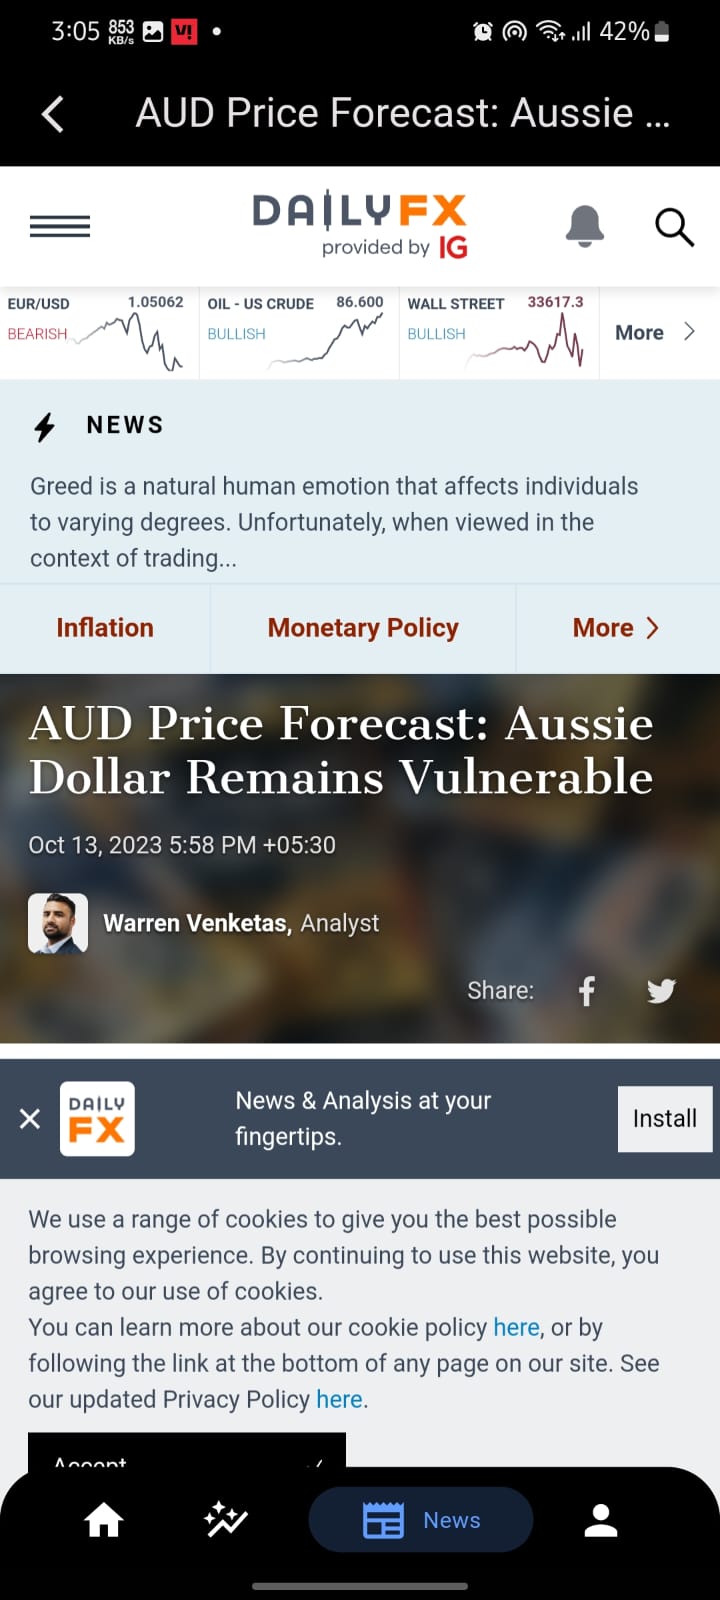 3:05 853 KB/s V! 42%
AUD Price Forecast: Aussie ...
DAILYFX
provided by IG
EUR/USD 1.05062
BEARISH
OIL - US CRUDE 86.600
BULLISH
WALL STREET 33617.3
BULLISH
More
NEWS
Greed is a natural human emotion that affects individuals
to varying degrees. Unfortunately, when viewed in the
context of trading...
Inflation
Monetary Policy
More
AUD Price Forecast: Aussie
Dollar Remains Vulnerable
Oct 13, 2023 5:58 PM +05:30
Warren Venketas, Analyst
Share:
DAILY
FX
News & Analysis at your
fingertips.
Install
We use a range of cookies to give you the best possible
browsing experience. By continuing to use this website, you
agree to our use of cookies.
You can learn more about our cookie policy here, or by
following the link at the bottom of any page on our site. See
our updated Privacy Policy here.
Accept
News